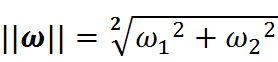 ||ω|| = ²√ω₁² + ω₂²